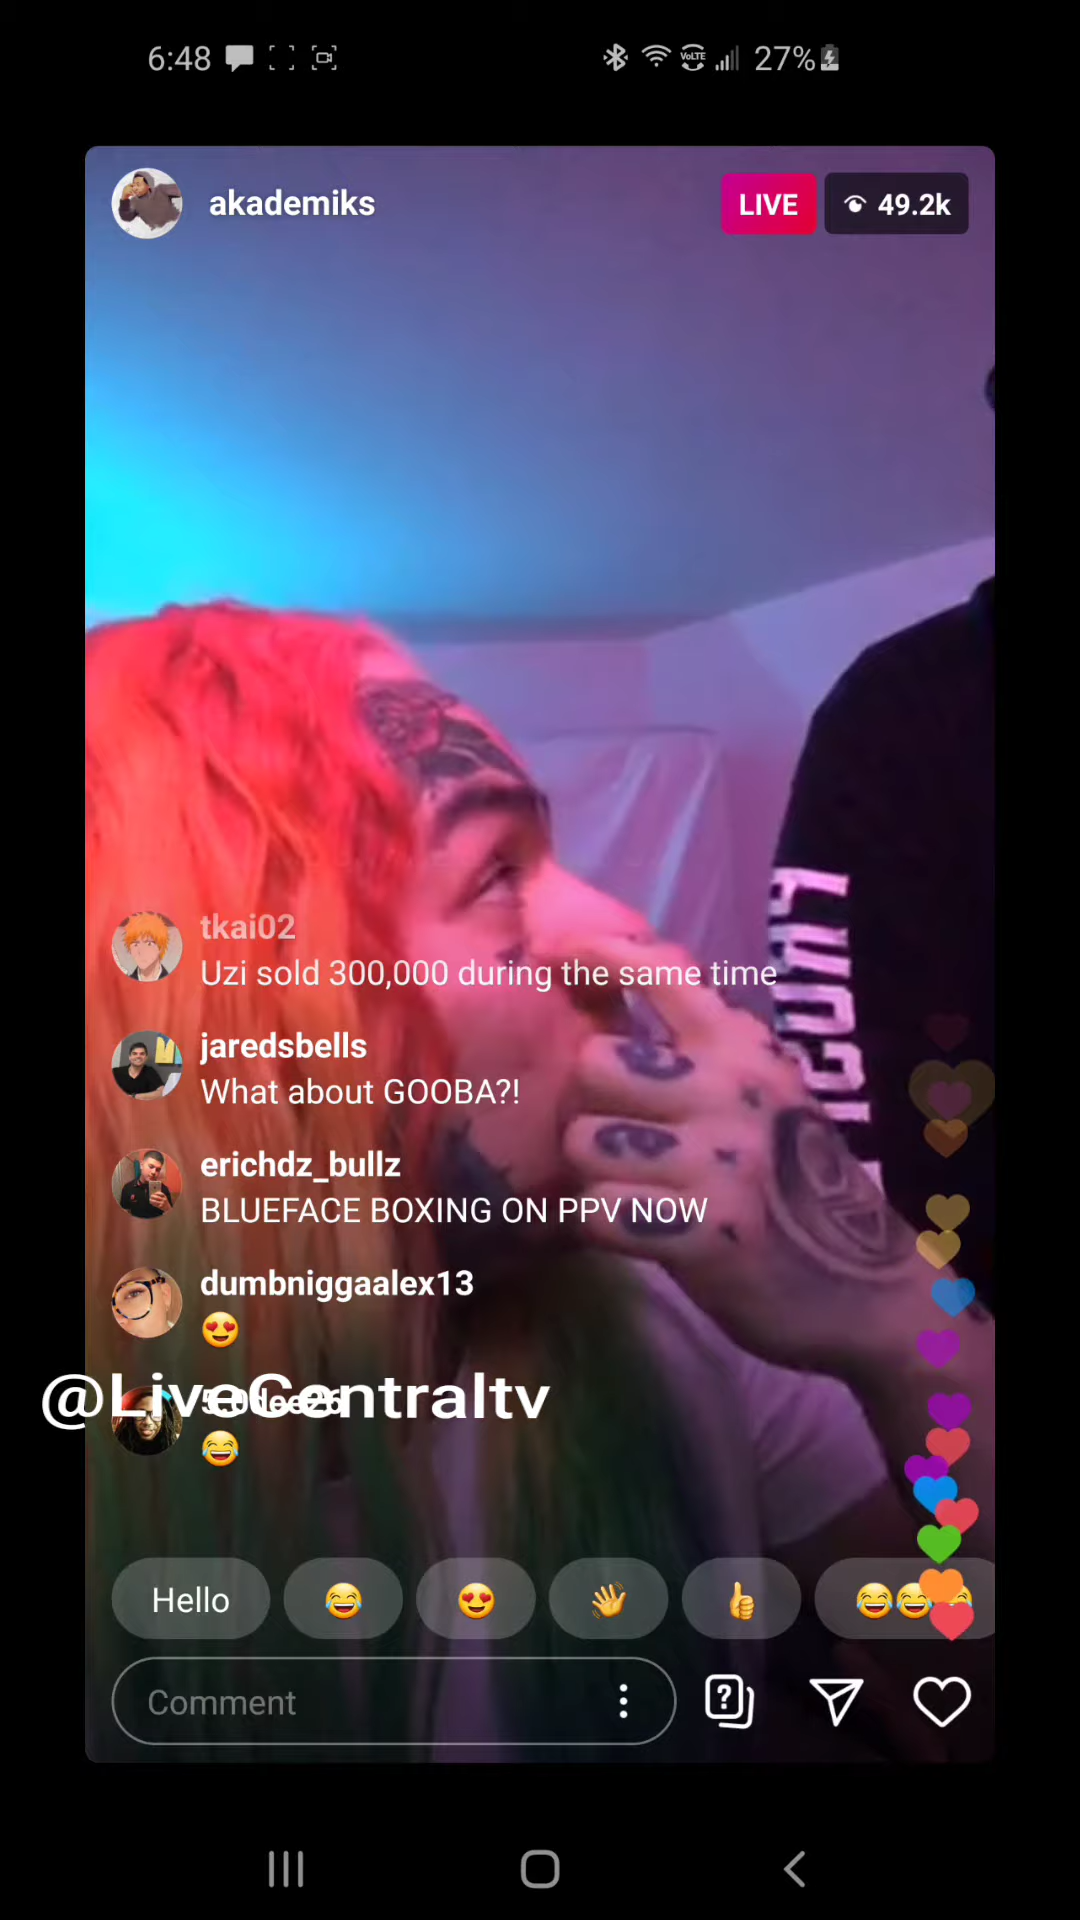 6:48
VoLTE
27%
akademiks
LIVE
49.2k
tkai02
Uzi sold 300,000 during the same time
jaredsbells
What about GOOBA?!
erichdz_bullz
BLUEFACE BOXING ON PPV NOW
dumbniggaalex13
😍
@LiveCentraltv
😂
Hello
😂
😍
👋
👍
😂😂😂
Comment